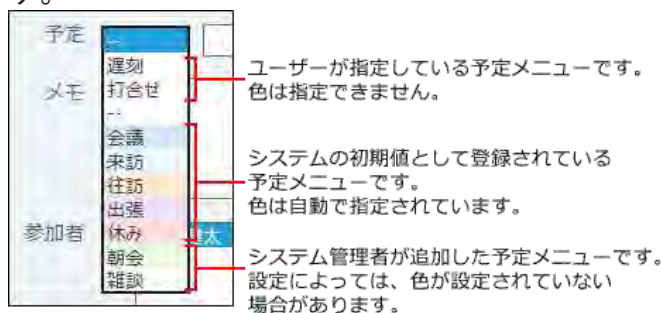 す。
予定
--
遅刻
打合せ
--
会議
来訪
往訪
出張
休み
朝会
雑談
メモ
参加者
太
ユーザーが指定している予定メニューです。
色は指定できません。
システムの初期値として登録されている
予定メニューです。
色は自動で指定されています。
システム管理者が追加した予定メニューです。
設定によっては、色が設定されていない
場合があります。